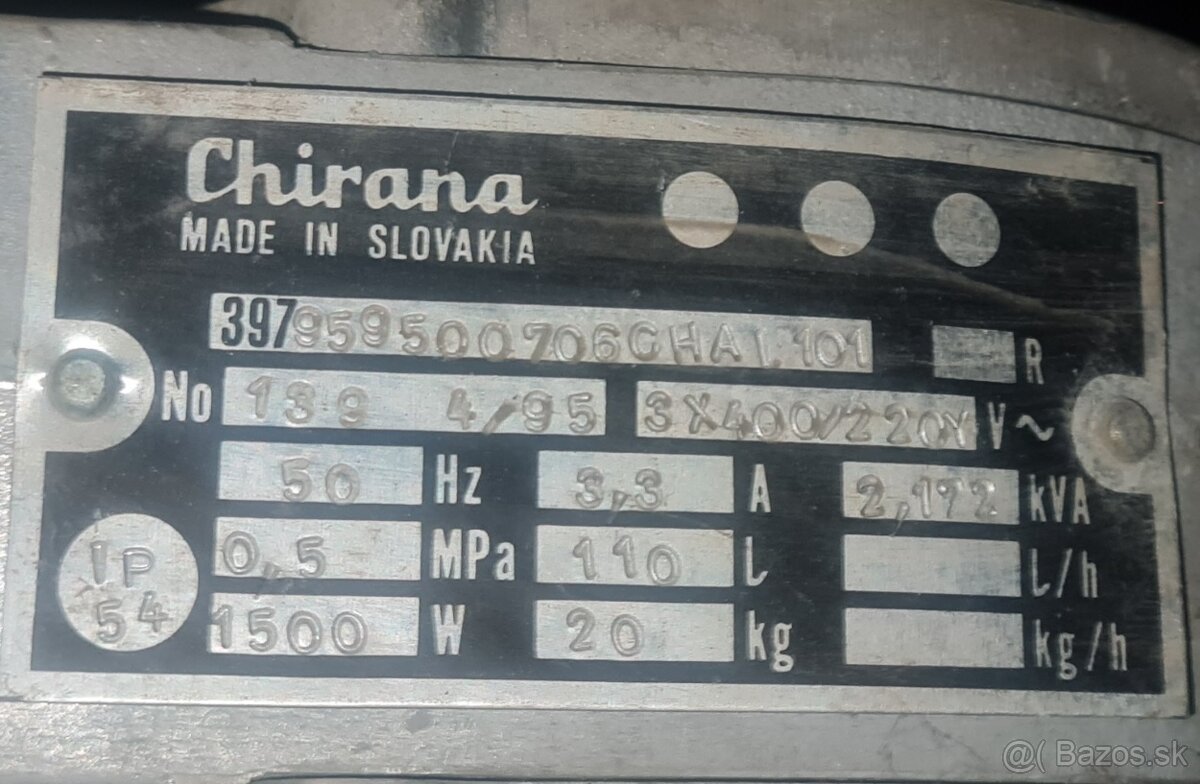 Chirana
MADE IN SLOVAKIA
397959500706CHAL101 R
No 139 4/95 3X400/220Y V~
50 Hz 3,3 A 2,172 kVA
IP 54
0,5 MPa 110 l l/h
1500 W 20 kg kg/h
@( Bazos.sk